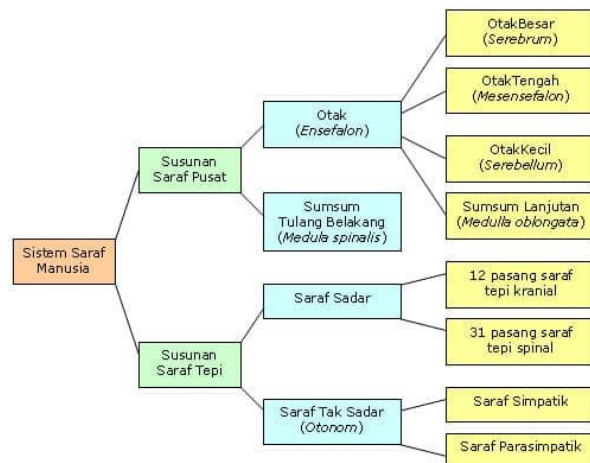 OtakBesar
(Serebrum)
OtakTengah
(Mesensefalon)
Otak
(Ensefalon)
OtakKecil
(Serebellum)
Susunan
Saraf Pusat
Sumsum
Tulang Belakang
(Medula spinalis)
Sumsum Lanjutan
(Medulla oblongata)
Sistem Saraf
Manusia
Saraf Sadar
12 pasang saraf
tepi kranial
31 pasang saraf
tepi spinal
Susunan
Saraf Tepi
Saraf Tak Sadar
(Otonom)
Saraf Simpatik
Saraf Parasimpatik